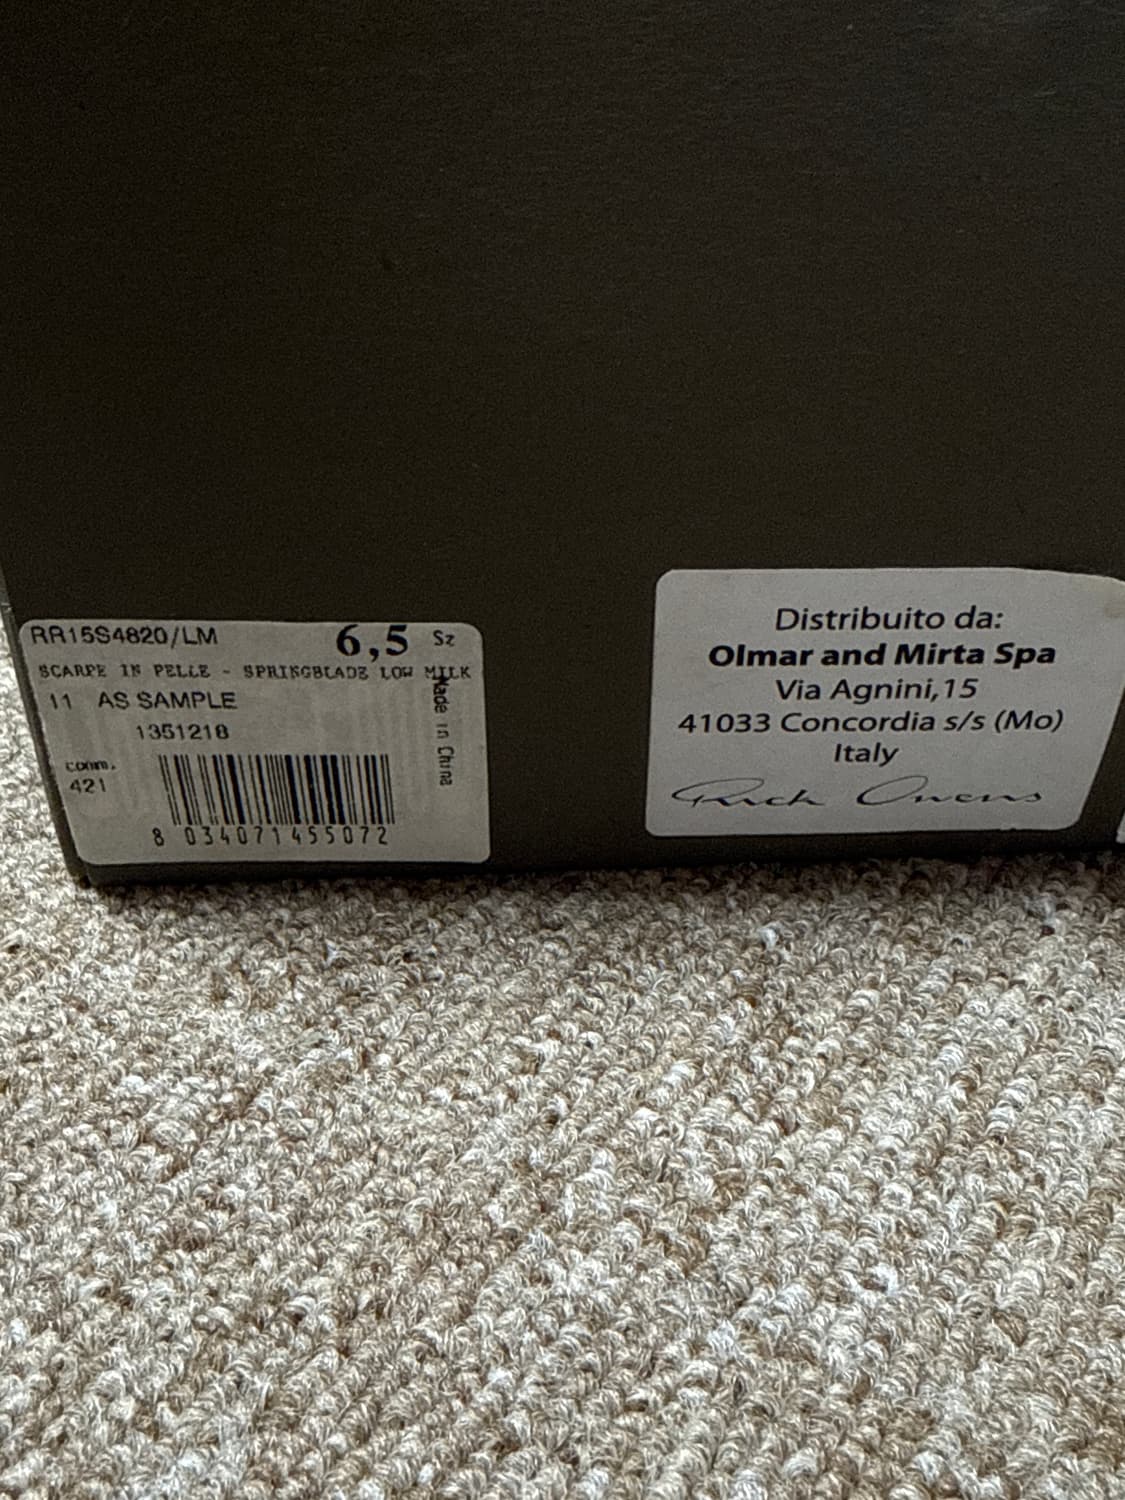 RR15S4820/LM 6,5 Sz
SCARPE IN PELLE - SPRINGBLADE LOW MILK
11 AS SAMPLE
1351218
Made in China
comm.
421
8 034071 455072
Distribuito da:
Olmar and Mirta Spa
Via Agnini,15
41033 Concordia s/s (Mo)
Italy
Rick Owens